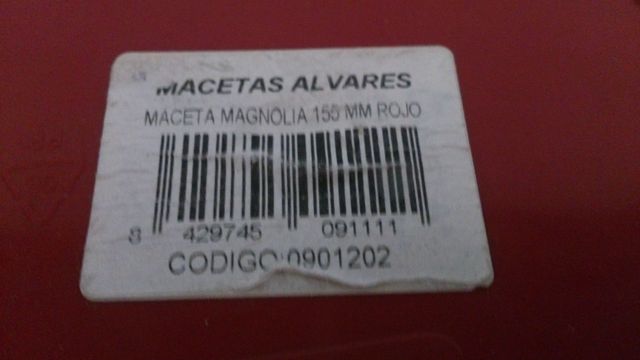 MACETAS ALVARES
MACETA MAGNOLIA 155 MM ROJO
8 429745 091111
CODIGO:0901202